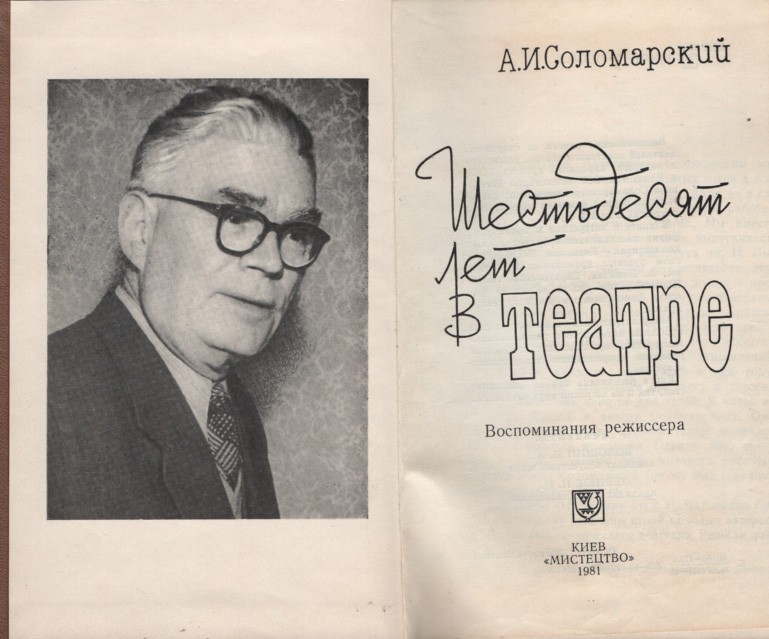 А.И.Соломарский
Шестьдесят
лет
в театре
Воспоминания режиссера
КИЕВ
«МИСТЕЦТВО»
1981